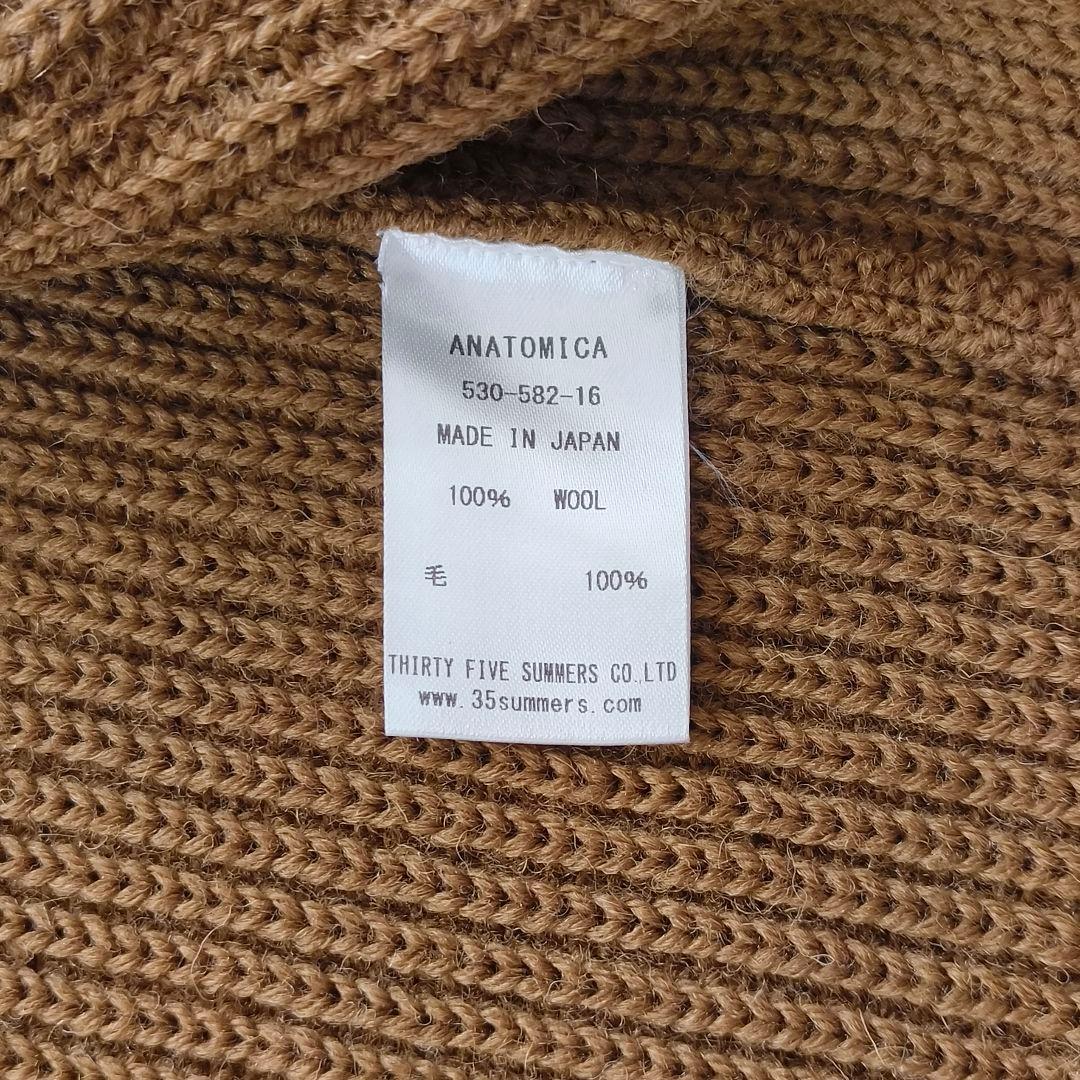 ANATOMICA
530-582-16
MADE IN JAPAN
100% WOOL
毛 100%
THIRTY FIVE SUMMERS CO.,LTD
www.35summers.com